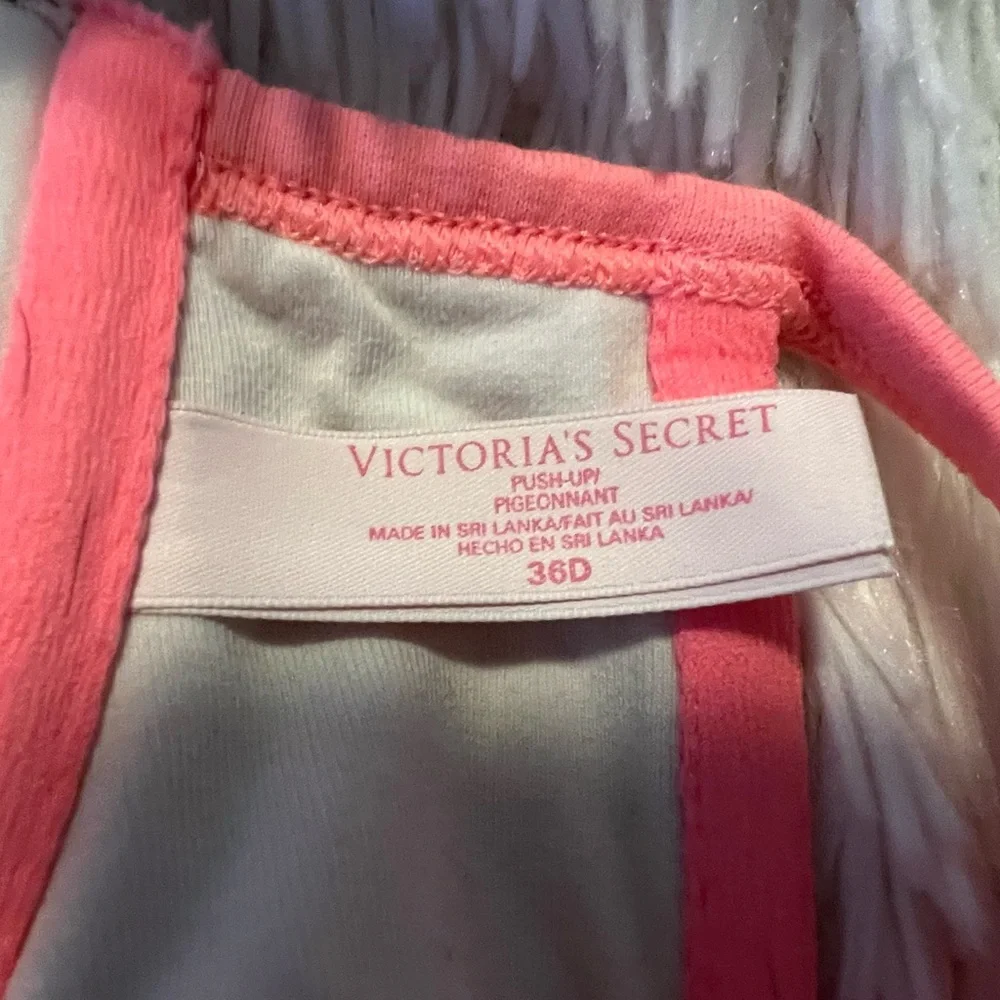 VICTORIA'S SECRET
PUSH-UP/
PIGEONNANT
MADE IN SRI LANKA/FAIT AU SRI LANKA/
HECHO EN SRI LANKA
36D